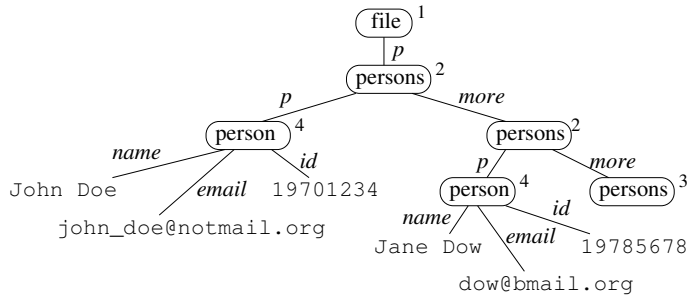 file 1
p
persons 2
p more
person 4 persons 2
name email id p more
John Doe 19701234 person 4 persons 3
john_doe@notmail.org name email id
Jane Dow 19785678
dow@bmail.org